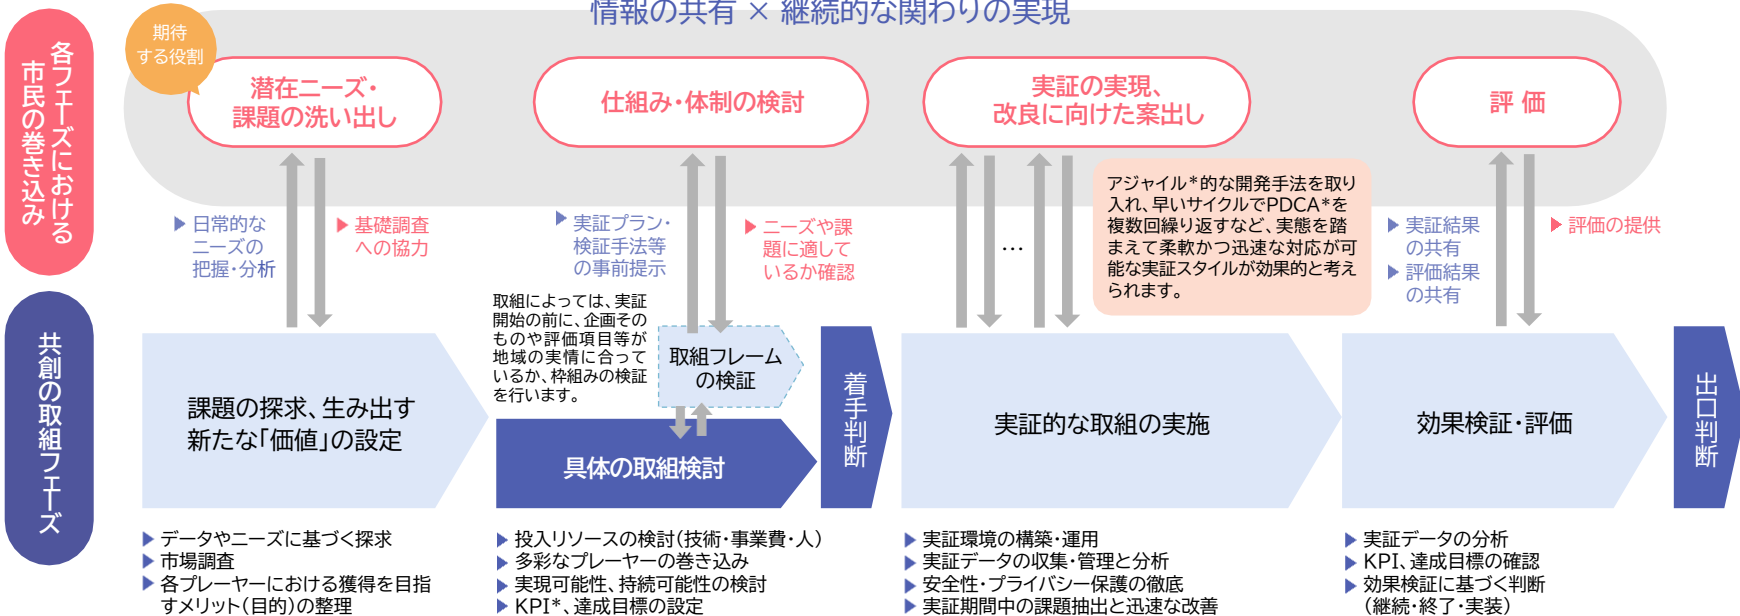 情報の共有 × 継続的な関わりの実現
各フェーズにおける
市民の巻き込み
期待
する役割
潜在ニーズ・
課題の洗い出し
仕組み・体制の検討
実証の実現、
改良に向けた案出し
評 価
▶ 日常的な
ニーズの
把握・分析
▶ 基礎調査
への協力
▶ 実証プラン・
検証手法等
の事前提示
▶ ニーズや課
題に適して
いるか確認
…
アジャイル*的な開発手法を取り
入れ、早いサイクルでPDCA*を
複数回繰り返すなど、実態を踏
まえて柔軟かつ迅速な対応が可
能な実証スタイルが効果的と考え
られます。
▶ 実証結果
の共有
▶ 評価結果
の共有
▶ 評価の提供
共創の取組フェーズ
課題の探求、生み出す
新たな「価値」の設定
取組によっては、実証
開始の前に、企画その
ものや評価項目等が
地域の実情に合って
いるか、枠組みの検証
を行います。
取組フレーム
の検証
具体の取組検討
着手判断
実証的な取組の実施
効果検証・評価
出口判断
▶ データやニーズに基づく探求
▶ 市場調査
▶ 各プレーヤーにおける獲得を目指
すメリット(目的)の整理
▶ 投入リソースの検討(技術・事業費・人)
▶ 多彩なプレーヤーの巻き込み
▶ 実現可能性、持続可能性の検討
▶ KPI*、達成目標の設定
▶ 実証環境の構築・運用
▶ 実証データの収集・管理と分析
▶ 安全性・プライバシー保護の徹底
▶ 実証期間中の課題抽出と迅速な改善
▶ 実証データの分析
▶ KPI、達成目標の確認
▶ 効果検証に基づく判断
(継続・終了・実装)